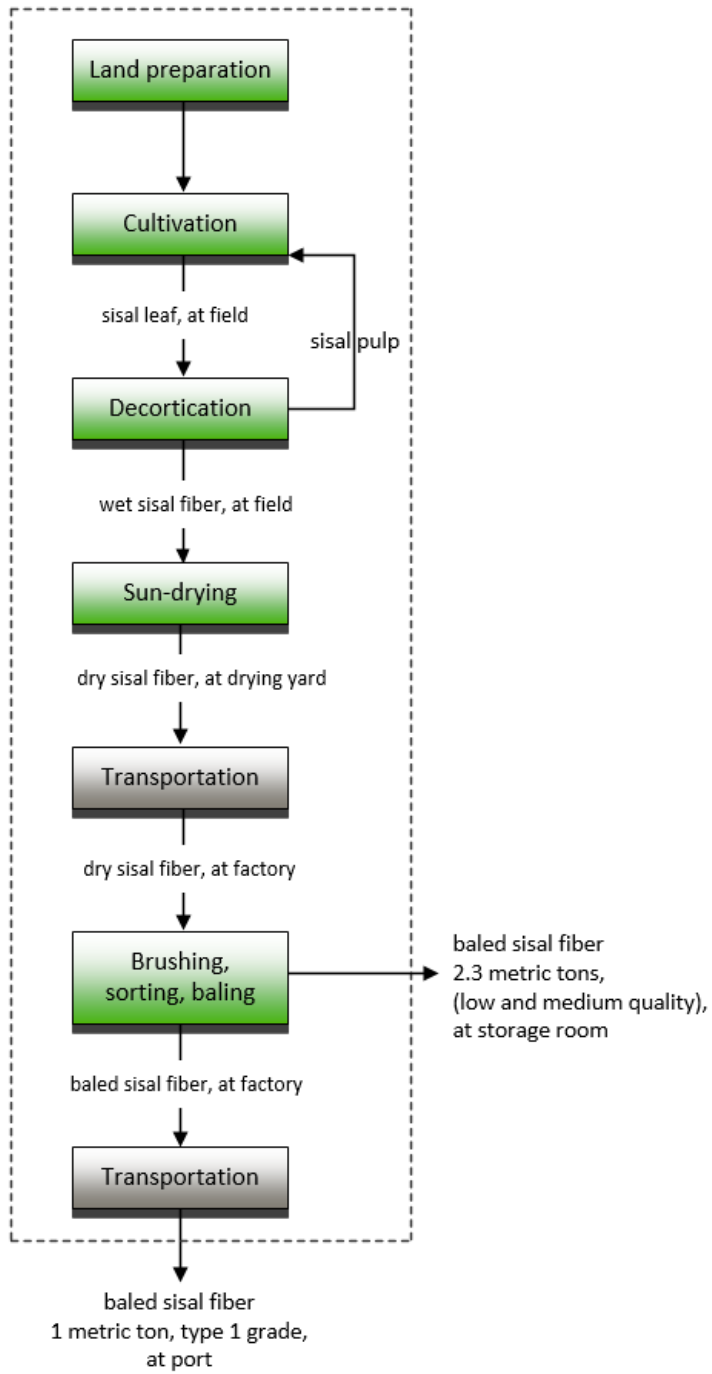 Land preparation
Cultivation
sisal leaf, at field
sisal pulp
Decortication
wet sisal fiber, at field
Sun-drying
dry sisal fiber, at drying yard
Transportation
dry sisal fiber, at factory
Brushing,
sorting, baling
baled sisal fiber
2.3 metric tons,
(low and medium quality),
at storage room
baled sisal fiber, at factory
Transportation
baled sisal fiber
1 metric ton, type 1 grade,
at port